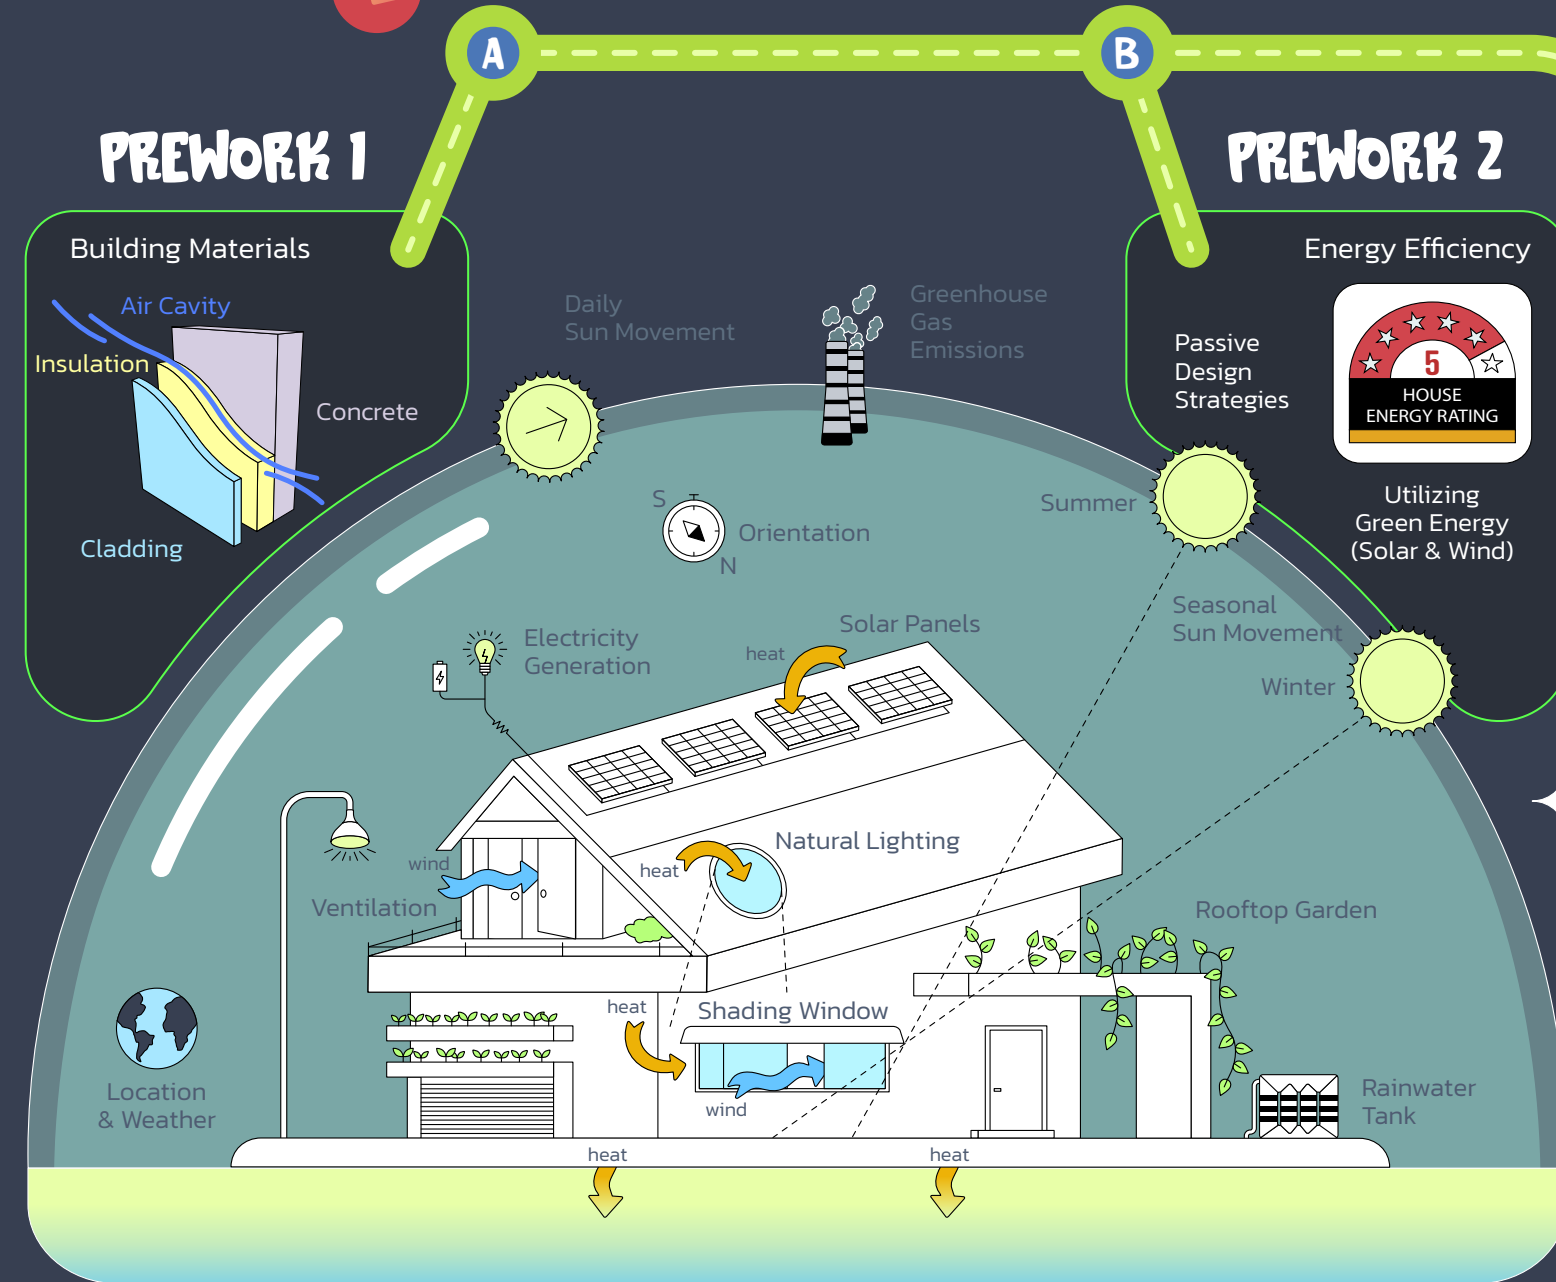 A
B
PREWORK 1
PREWORK 2
Building Materials
Air Cavity
Insulation
Concrete
Cladding
Energy Efficiency
Passive
Design
Strategies
5
HOUSE
ENERGY RATING
Utilizing
Green Energy
(Solar & Wind)
Daily
Sun Movement
Greenhouse
Gas
Emissions
S
Orientation
N
Summer
Seasonal
Sun Movement
Winter
Electricity
Generation
Solar Panels
heat
Natural Lighting
heat
wind
Ventilation
Rooftop Garden
heat
Shading Window
wind
Location
& Weather
Rainwater
Tank
heat
heat